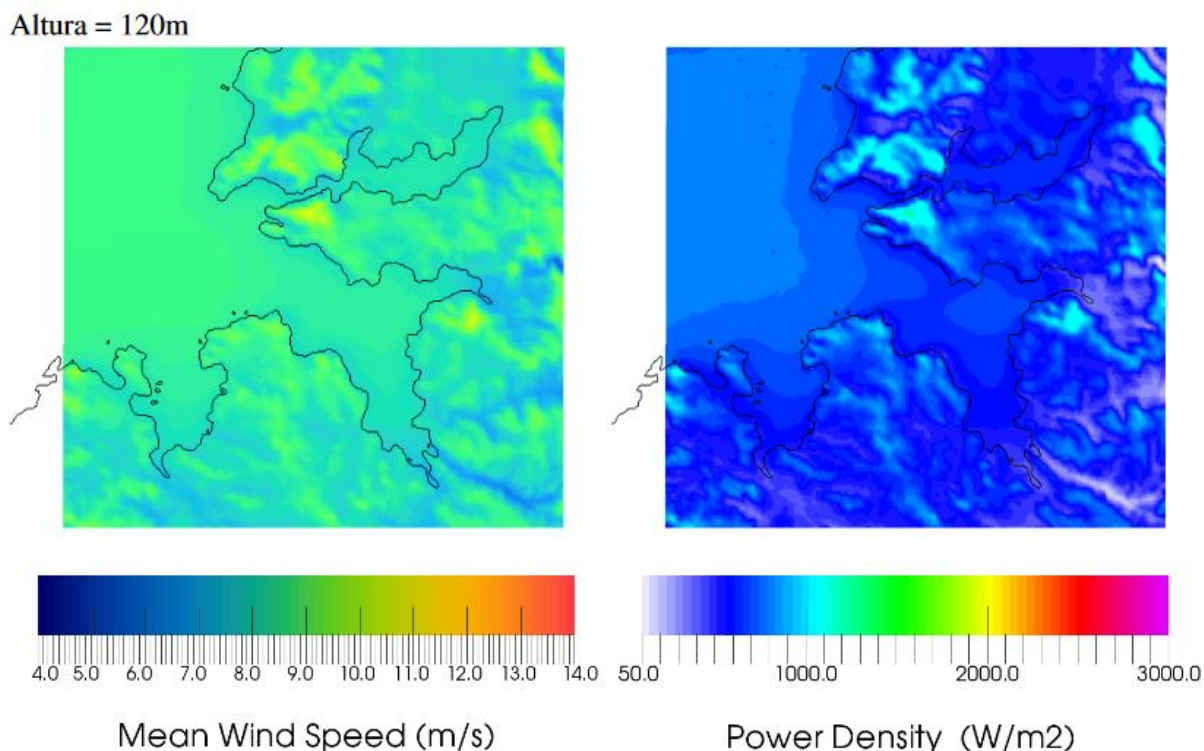 Altura = 120m
4.0 5.0 6.0 7.0 8.0 9.0 10.0 11.0 12.0 13.0 14.0
50.0 1000.0 2000.0 3000.0
Mean Wind Speed (m/s)
Power Density (W/m2)